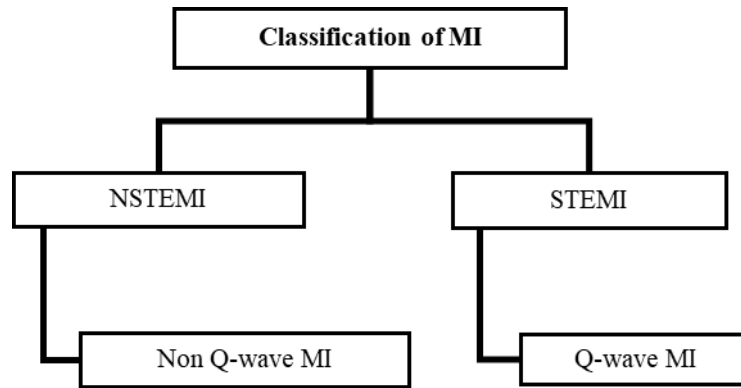 Classification of MI
NSTEMI
STEMI
Non Q-wave MI
Q-wave MI